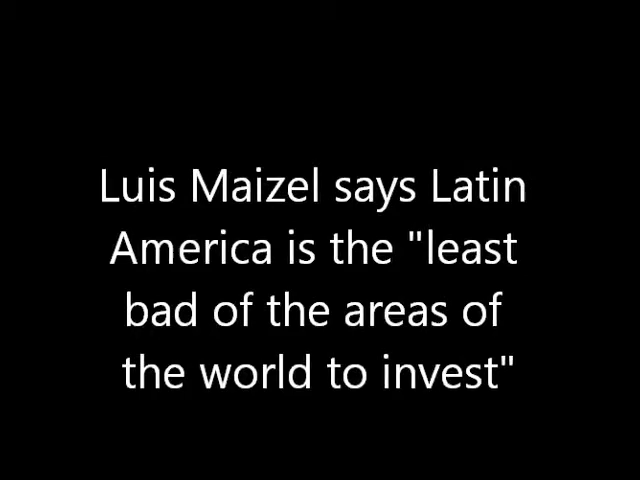 Luis Maizel says Latin
America is the "least
bad of the areas of
the world to invest"